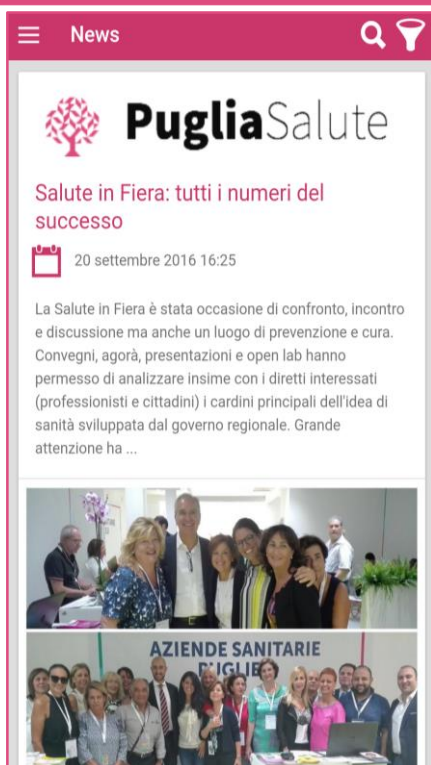 News
PugliaSalute
Salute in Fiera: tutti i numeri del
successo
20 settembre 2016 16:25
La Salute in Fiera è stata occasione di confronto, incontro
e discussione ma anche un luogo di prevenzione e cura.
Convegni, agorà, presentazioni e open lab hanno
permesso di analizzare insime con i diretti interessati
(professionisti e cittadini) i cardini principali dell'idea di
sanità sviluppata dal governo regionale. Grande
attenzione ha ...
AZIENDE SANITARIE